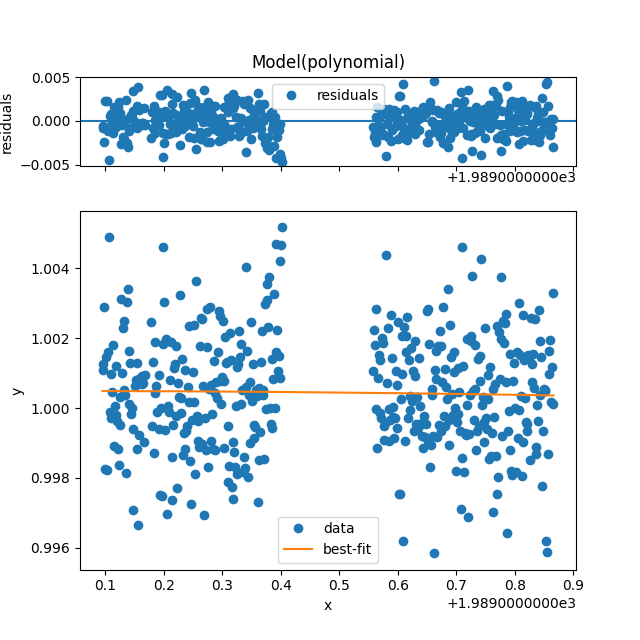 Model(polynomial)
residuals
0.005
0.000
−0.005
residuals
+1.9890000000e3
y
1.004
1.002
1.000
0.998
0.996
data
best-fit
0.1
0.2
0.3
0.4
0.5
0.6
0.7
0.8
0.9
x
+1.9890000000e3